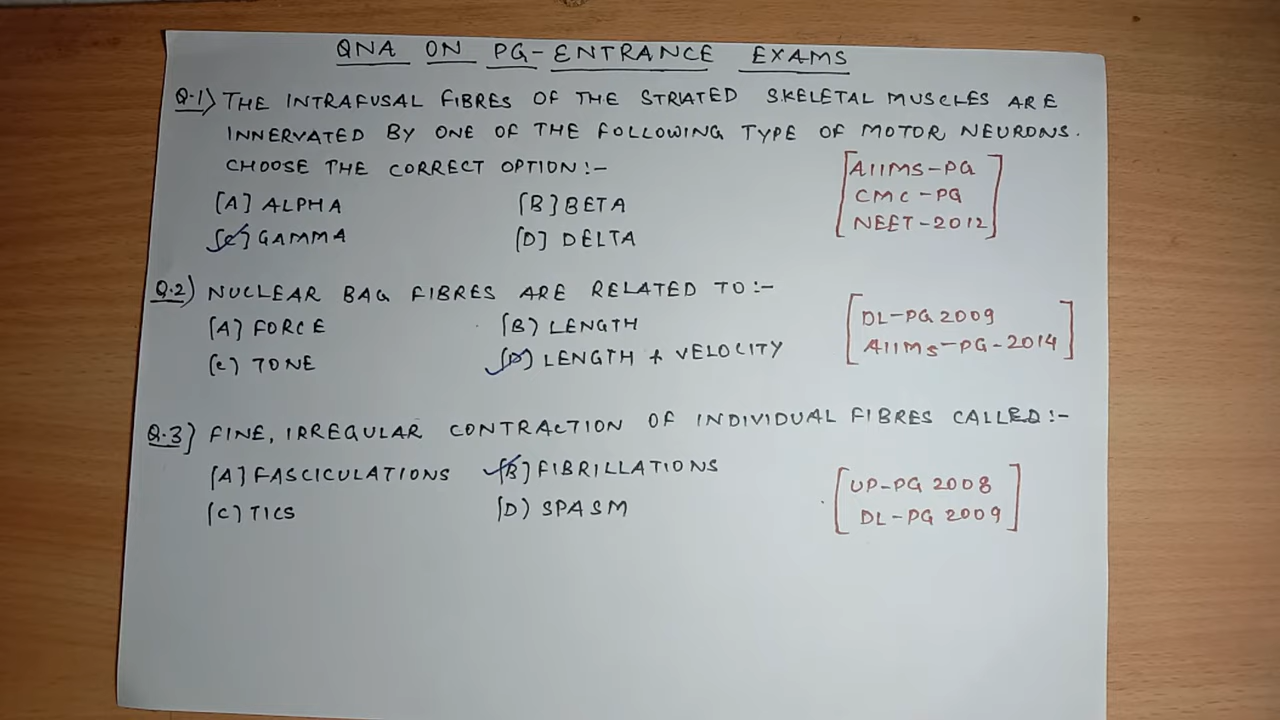 QNA ON PG-ENTRANCE EXAMS
Q.1) THE INTRAFUSAL FIBRES OF THE STRIATED SKELETAL MUSCLES ARE
INNERVATED BY ONE OF THE FOLLOWING TYPE OF MOTOR NEURONS.
CHOOSE THE CORRECT OPTION:-
[A] ALPHA [B] BETA
[C] GAMMA [D] DELTA
[AIIMS-PG
CMC-PG
NEET-2012]
Q.2) NUCLEAR BAG FIBRES ARE RELATED TO:-
[A] FORCE [B] LENGTH
[C] TONE [D] LENGTH + VELOCITY
[DL-PG 2009
AIIMS-PG-2014]
Q.3) FINE, IRREGULAR CONTRACTION OF INDIVIDUAL FIBRES CALLED:-
[A] FASCICULATIONS [B] FIBRILLATIONS
[C] TICS [D] SPASM
[UP-PG 2008
DL-PG 2009]